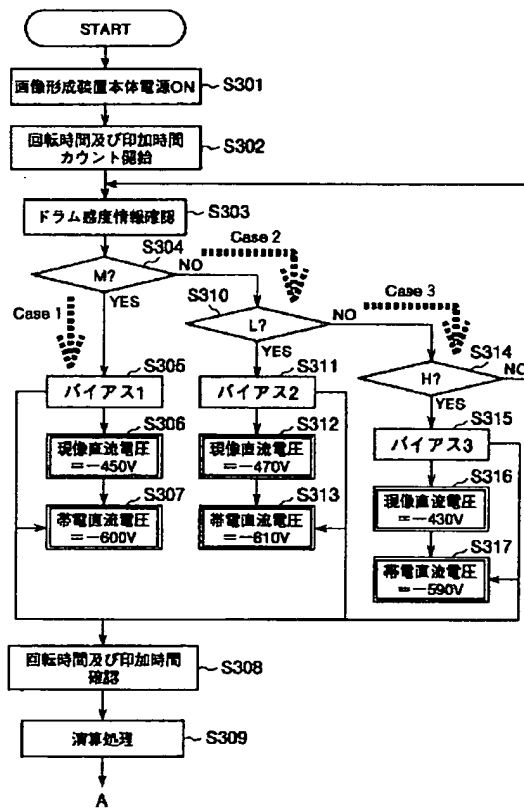 START
画像形成装置本体電源ON
S301
回転時間及び印加時間
カウント開始
S302
ドラム感度情報確認
S303
M?
S304
NO
YES
Case 1
Case 2
L?
S310
NO
YES
Case 3
H?
S314
NO
YES
バイアス1
S305
バイアス2
S311
バイアス3
S315
現像直流電圧
=-450V
S306
現像直流電圧
=-470V
S312
現像直流電圧
=-430V
S316
帯電直流電圧
=-600V
S307
帯電直流電圧
=-610V
S313
帯電直流電圧
=-590V
S317
回転時間及び印加時間
確認
S308
演算処理
S309
A